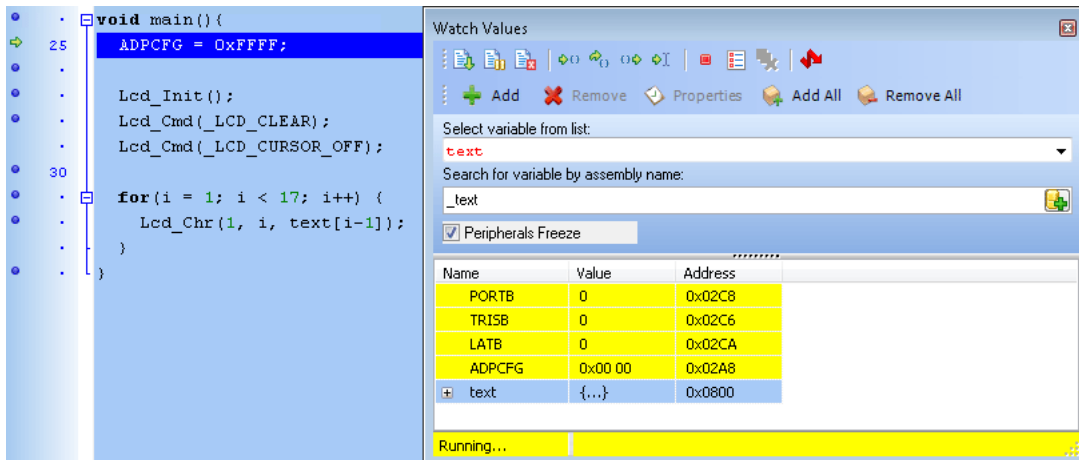 void main(){
25 ADPCFG = 0xFFFF;
Lcd_Init();
Lcd_Cmd(_LCD_CLEAR);
Lcd_Cmd(_LCD_CURSOR_OFF);
30
for(i = 1; i < 17; i++) {
Lcd_Chr(1, i, text[i-1]);
}
}
Watch Values
Add Remove Properties Add All Remove All
Select variable from list:
text
Search for variable by assembly name:
_text
Peripherals Freeze
Name Value Address
PORTB 0 0x02C8
TRISB 0 0x02C6
LATB 0 0x02CA
ADPCFG 0x00 00 0x02A8
text {...} 0x0800
Running...